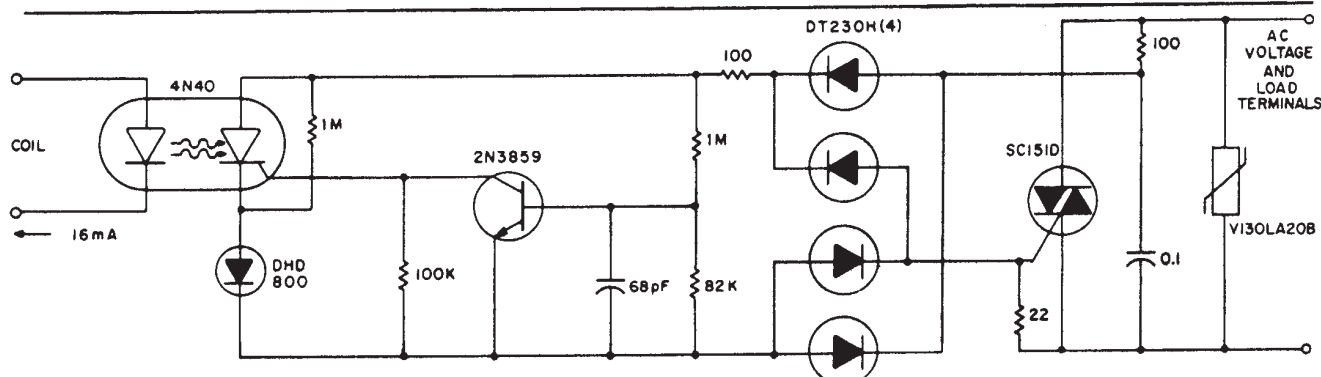 DT230H(4)
100
100
AC
VOLTAGE
AND
LOAD
TERMINALS
4N40
COIL
1M
2N3859
1M
SC151D
16mA
V130LA20B
DHD
800
100K
68pF
82K
22
0.1